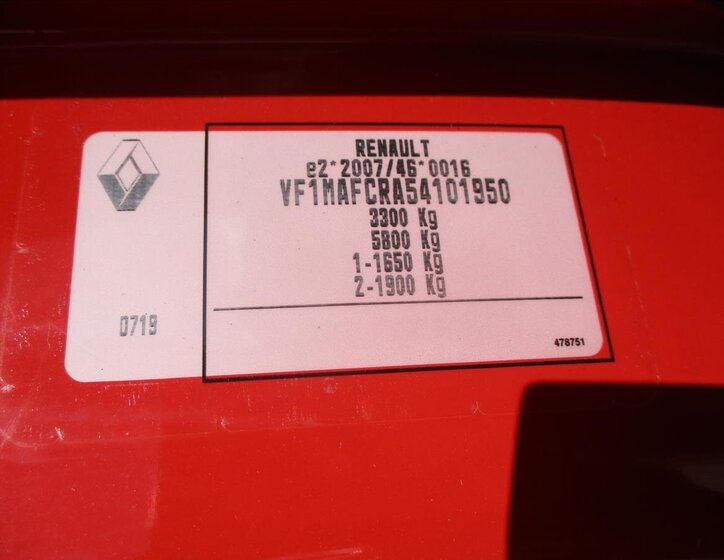 RENAULT
e2*2007/46*0016
VF1MAFCRA54101950
3300 Kg
5800 Kg
1-1650 Kg
2-1900 Kg
0719
478751